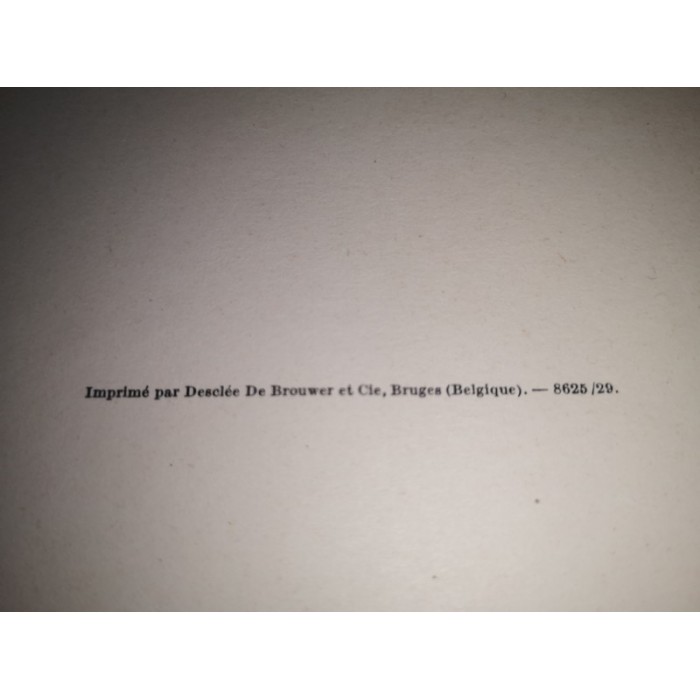 Imprimé par Desclée De Brouwer et Cie, Bruges (Belgique). — 8625/29.